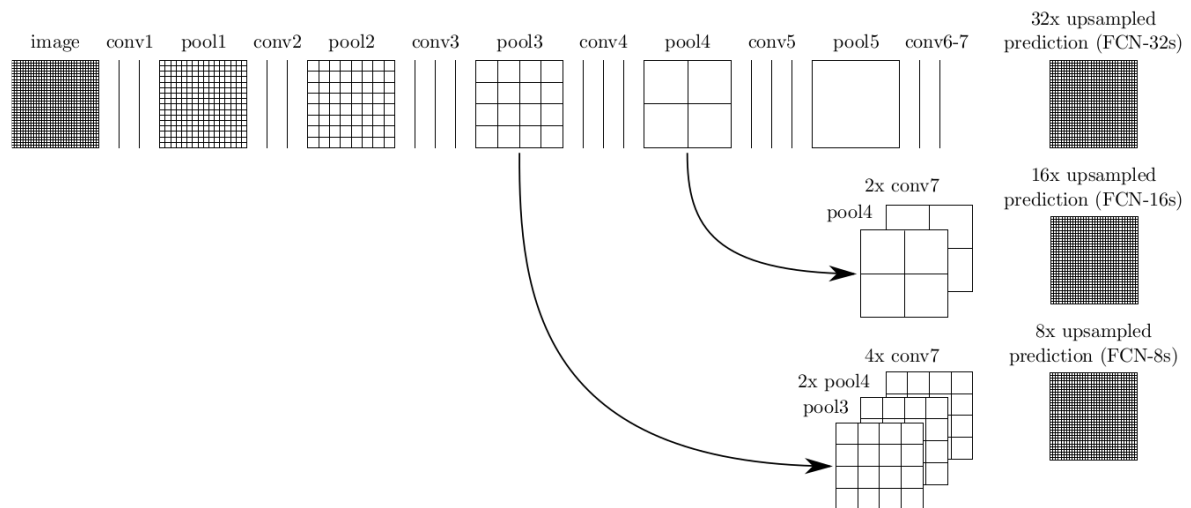 image conv1 pool1 conv2 pool2 conv3 pool3 conv4 pool4 conv5 pool5 conv6-7
32x upsampled
prediction (FCN-32s)
16x upsampled
prediction (FCN-16s)
2x conv7
pool4
8x upsampled
prediction (FCN-8s)
4x conv7
2x pool4
pool3